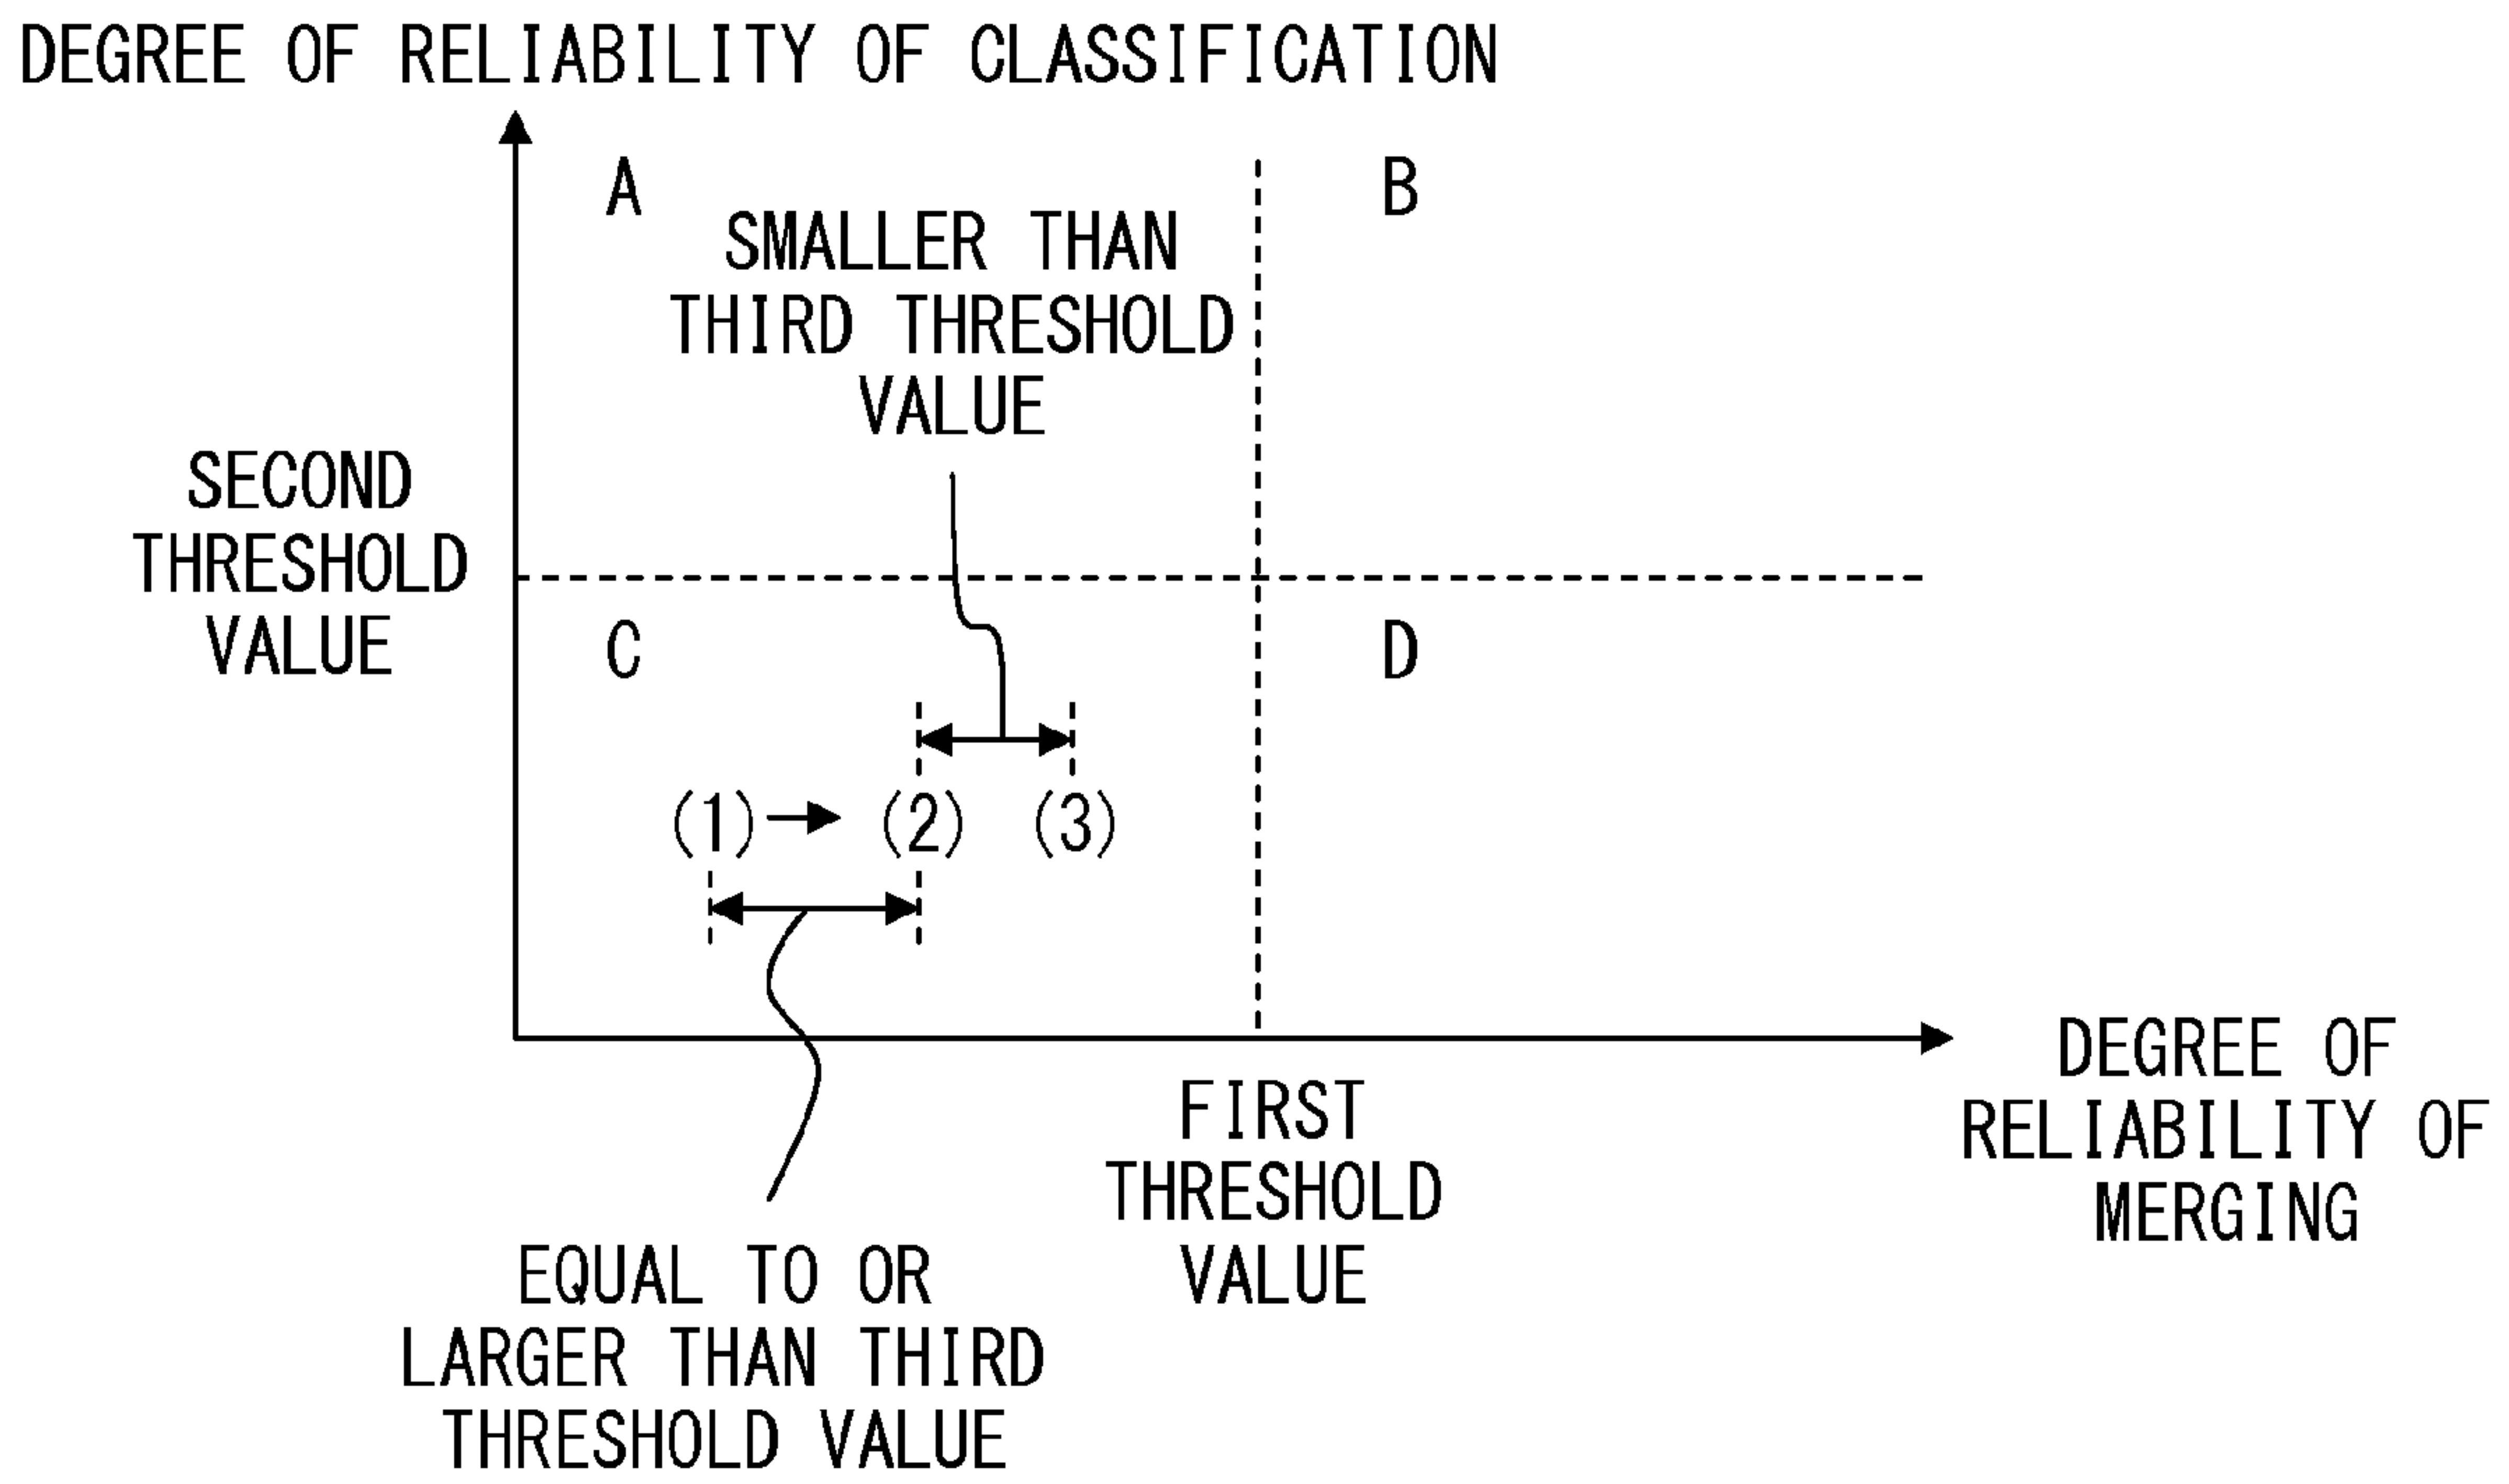 DEGREE OF RELIABILITY OF CLASSIFICATION
A
B
SMALLER THAN
THIRD THRESHOLD
VALUE
SECOND
THRESHOLD
VALUE
C
D
(1)
(2)
(3)
DEGREE OF
RELIABILITY OF
MERGING
FIRST
THRESHOLD
VALUE
EQUAL TO OR
LARGER THAN THIRD
THRESHOLD VALUE